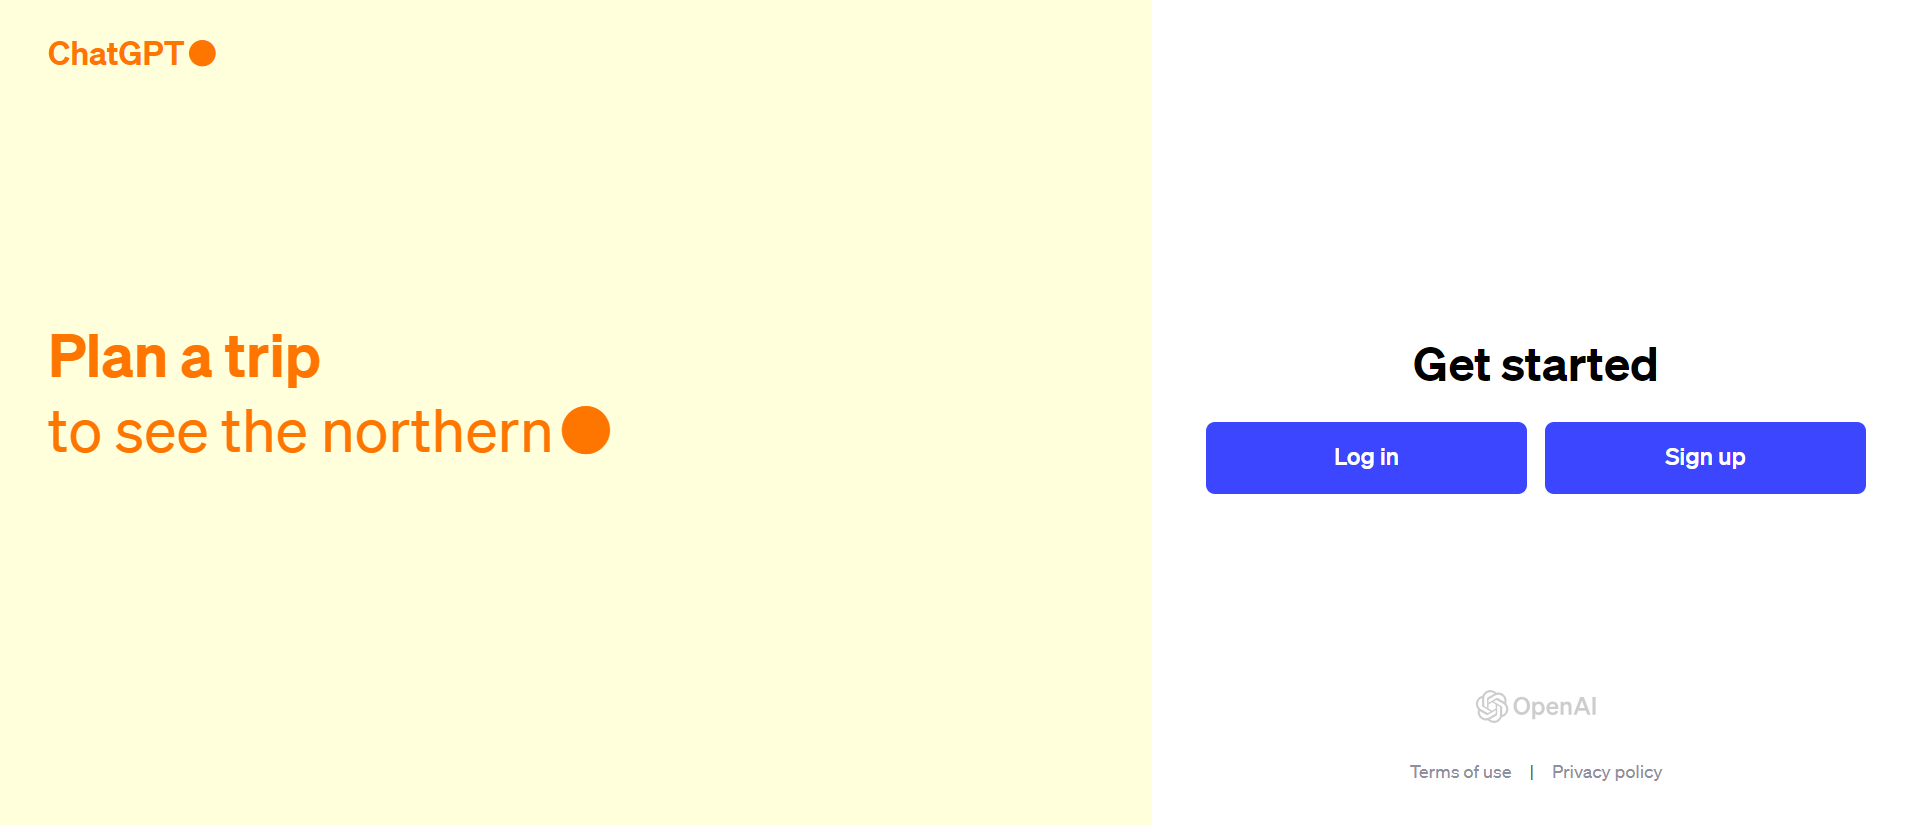 ChatGPT
Plan a trip
to see the northern
Get started
Log in
Sign up
OpenAI
Terms of use | Privacy policy